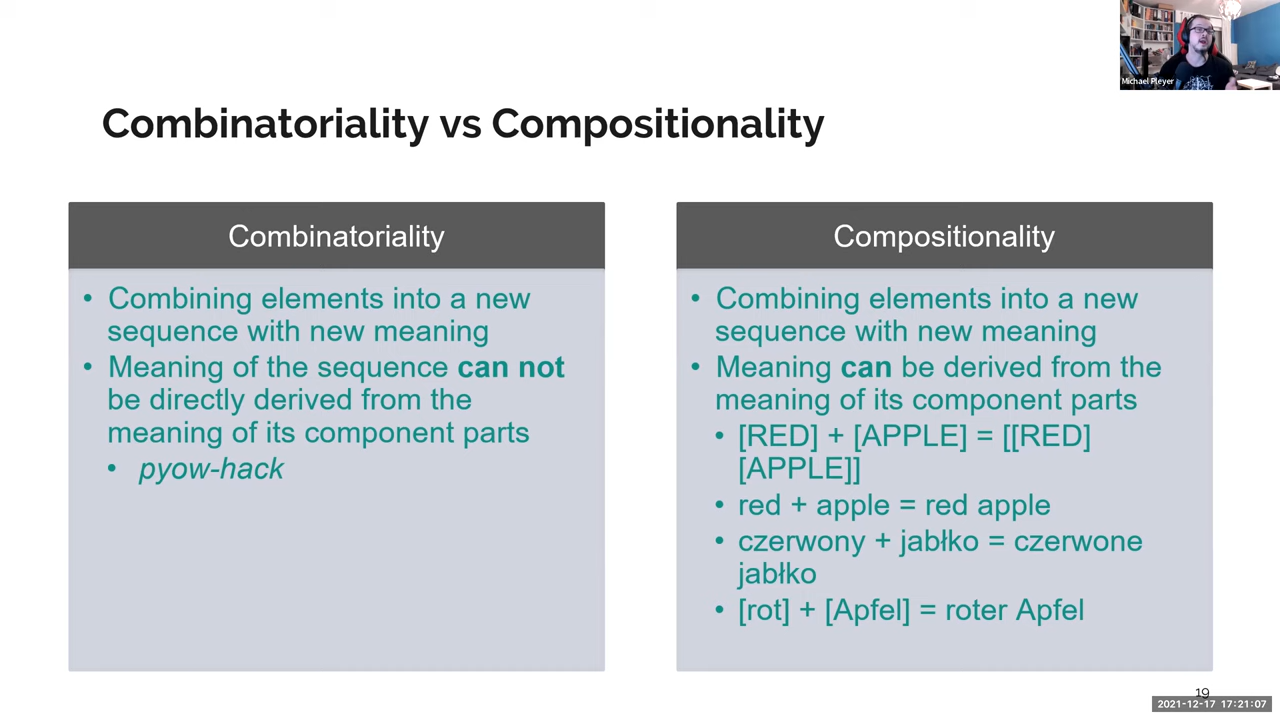 Michael Pleyer
Combinatoriality vs Compositionality
Combinatoriality
• Combining elements into a new
sequence with new meaning
• Meaning of the sequence can not
be directly derived from the
meaning of its component parts
• pyow-hack
Compositionality
• Combining elements into a new
sequence with new meaning
• Meaning can be derived from the
meaning of its component parts
• [RED] + [APPLE] = [[RED]
[APPLE]]
• red + apple = red apple
• czerwony + jabłko = czerwone
jabłko
• [rot] + [Apfel] = roter Apfel
19
2021-12-17 17:21:07